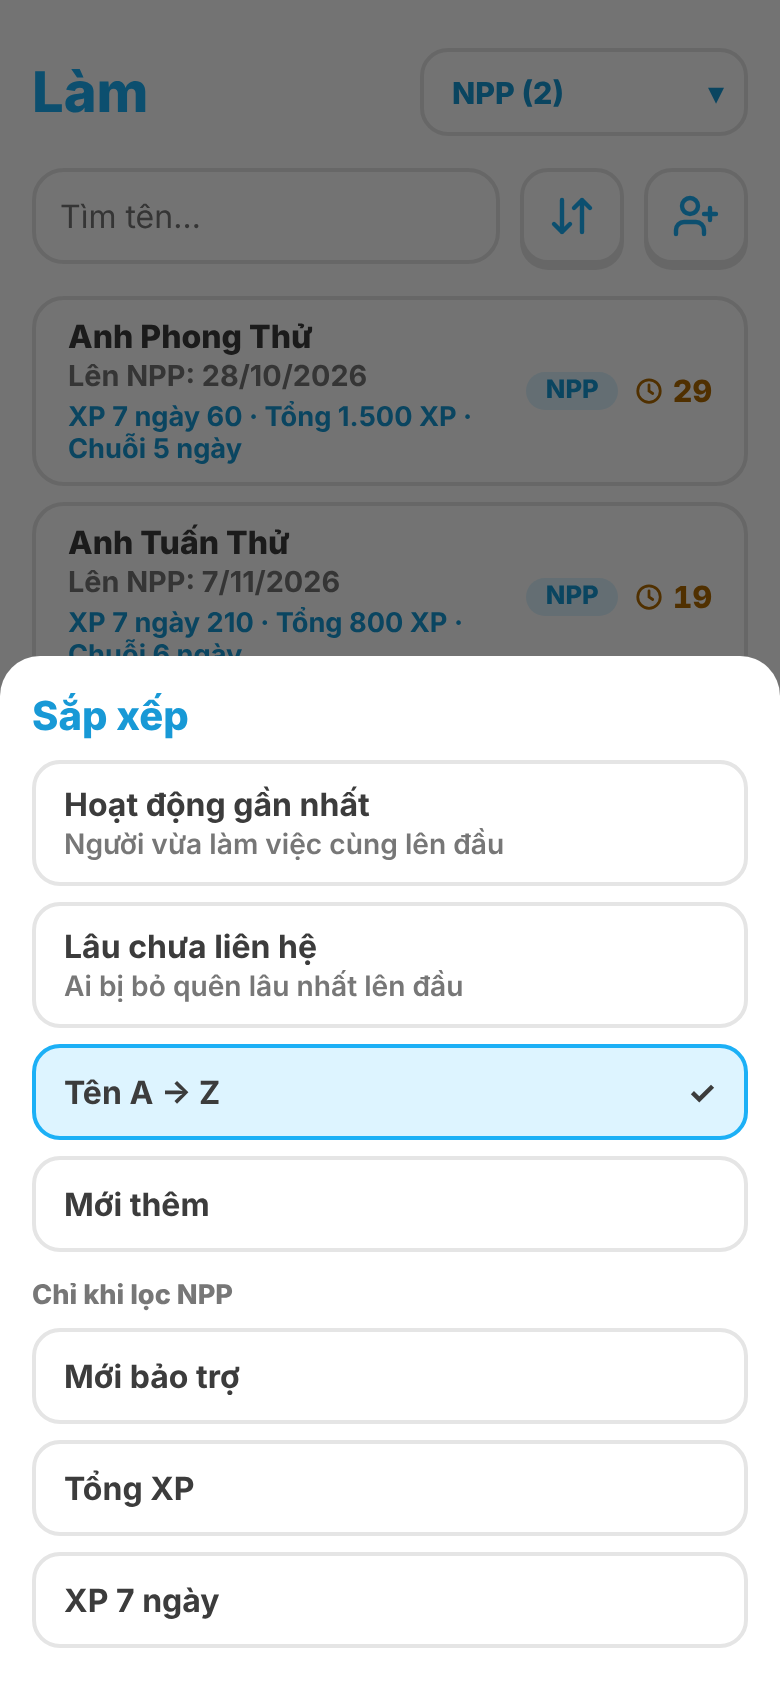 Làm
NPP (2) ▼
Tìm tên...
Anh Phong Thử
Lên NPP: 28/10/2026
XP 7 ngày 60 · Tổng 1.500 XP ·
Chuỗi 5 ngày
NPP
29
Anh Tuấn Thử
Lên NPP: 7/11/2026
XP 7 ngày 210 · Tổng 800 XP ·
Chuỗi 6 ngày
NPP
19
Sắp xếp
Hoạt động gần nhất
Người vừa làm việc cùng lên đầu
Lâu chưa liên hệ
Ai bị bỏ quên lâu nhất lên đầu
Tên A → Z ✓
Mới thêm
Chỉ khi lọc NPP
Mới bảo trợ
Tổng XP
XP 7 ngày